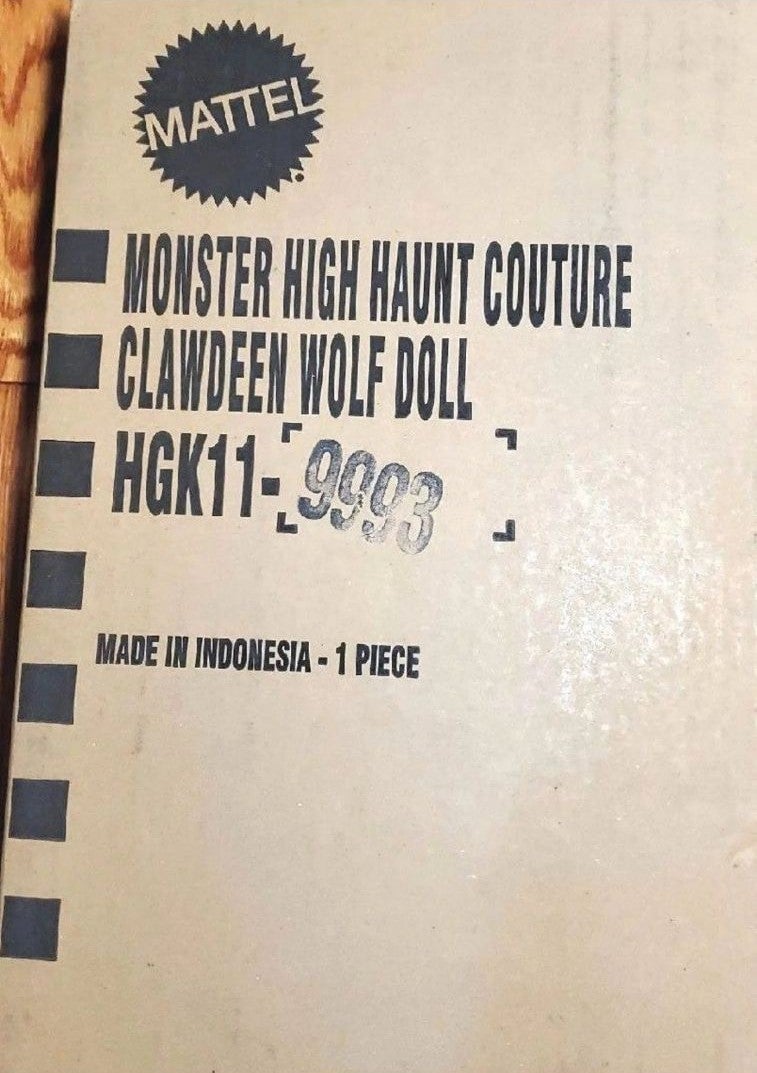 MATTEL
MONSTER HIGH HAUNT COUTURE
CLAWDEEN WOLF DOLL
HGK11-[9993]
MADE IN INDONESIA - 1 PIECE